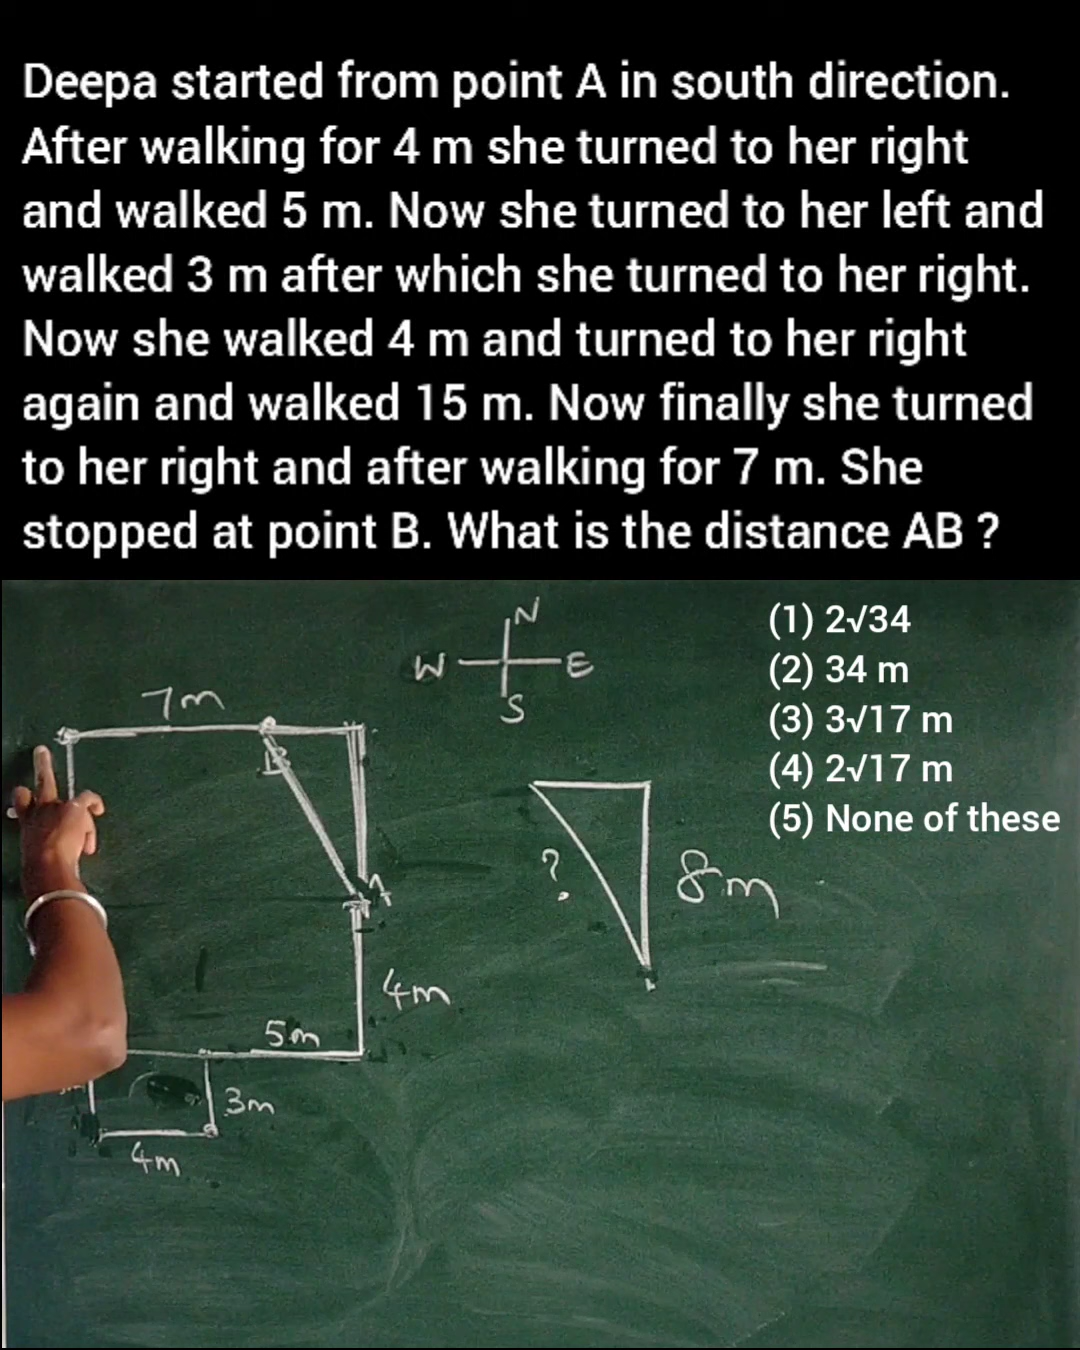 Deepa started from point A in south direction.
After walking for 4 m she turned to her right
and walked 5 m. Now she turned to her left and
walked 3 m after which she turned to her right.
Now she walked 4 m and turned to her right
again and walked 15 m. Now finally she turned
to her right and after walking for 7 m. She
stopped at point B. What is the distance AB ?
(1) 2√34
(2) 34 m
(3) 3√17 m
(4) 2√17 m
(5) None of these
N
W E
S
7m
B
A
? 8m
4m
5m
3m
4m